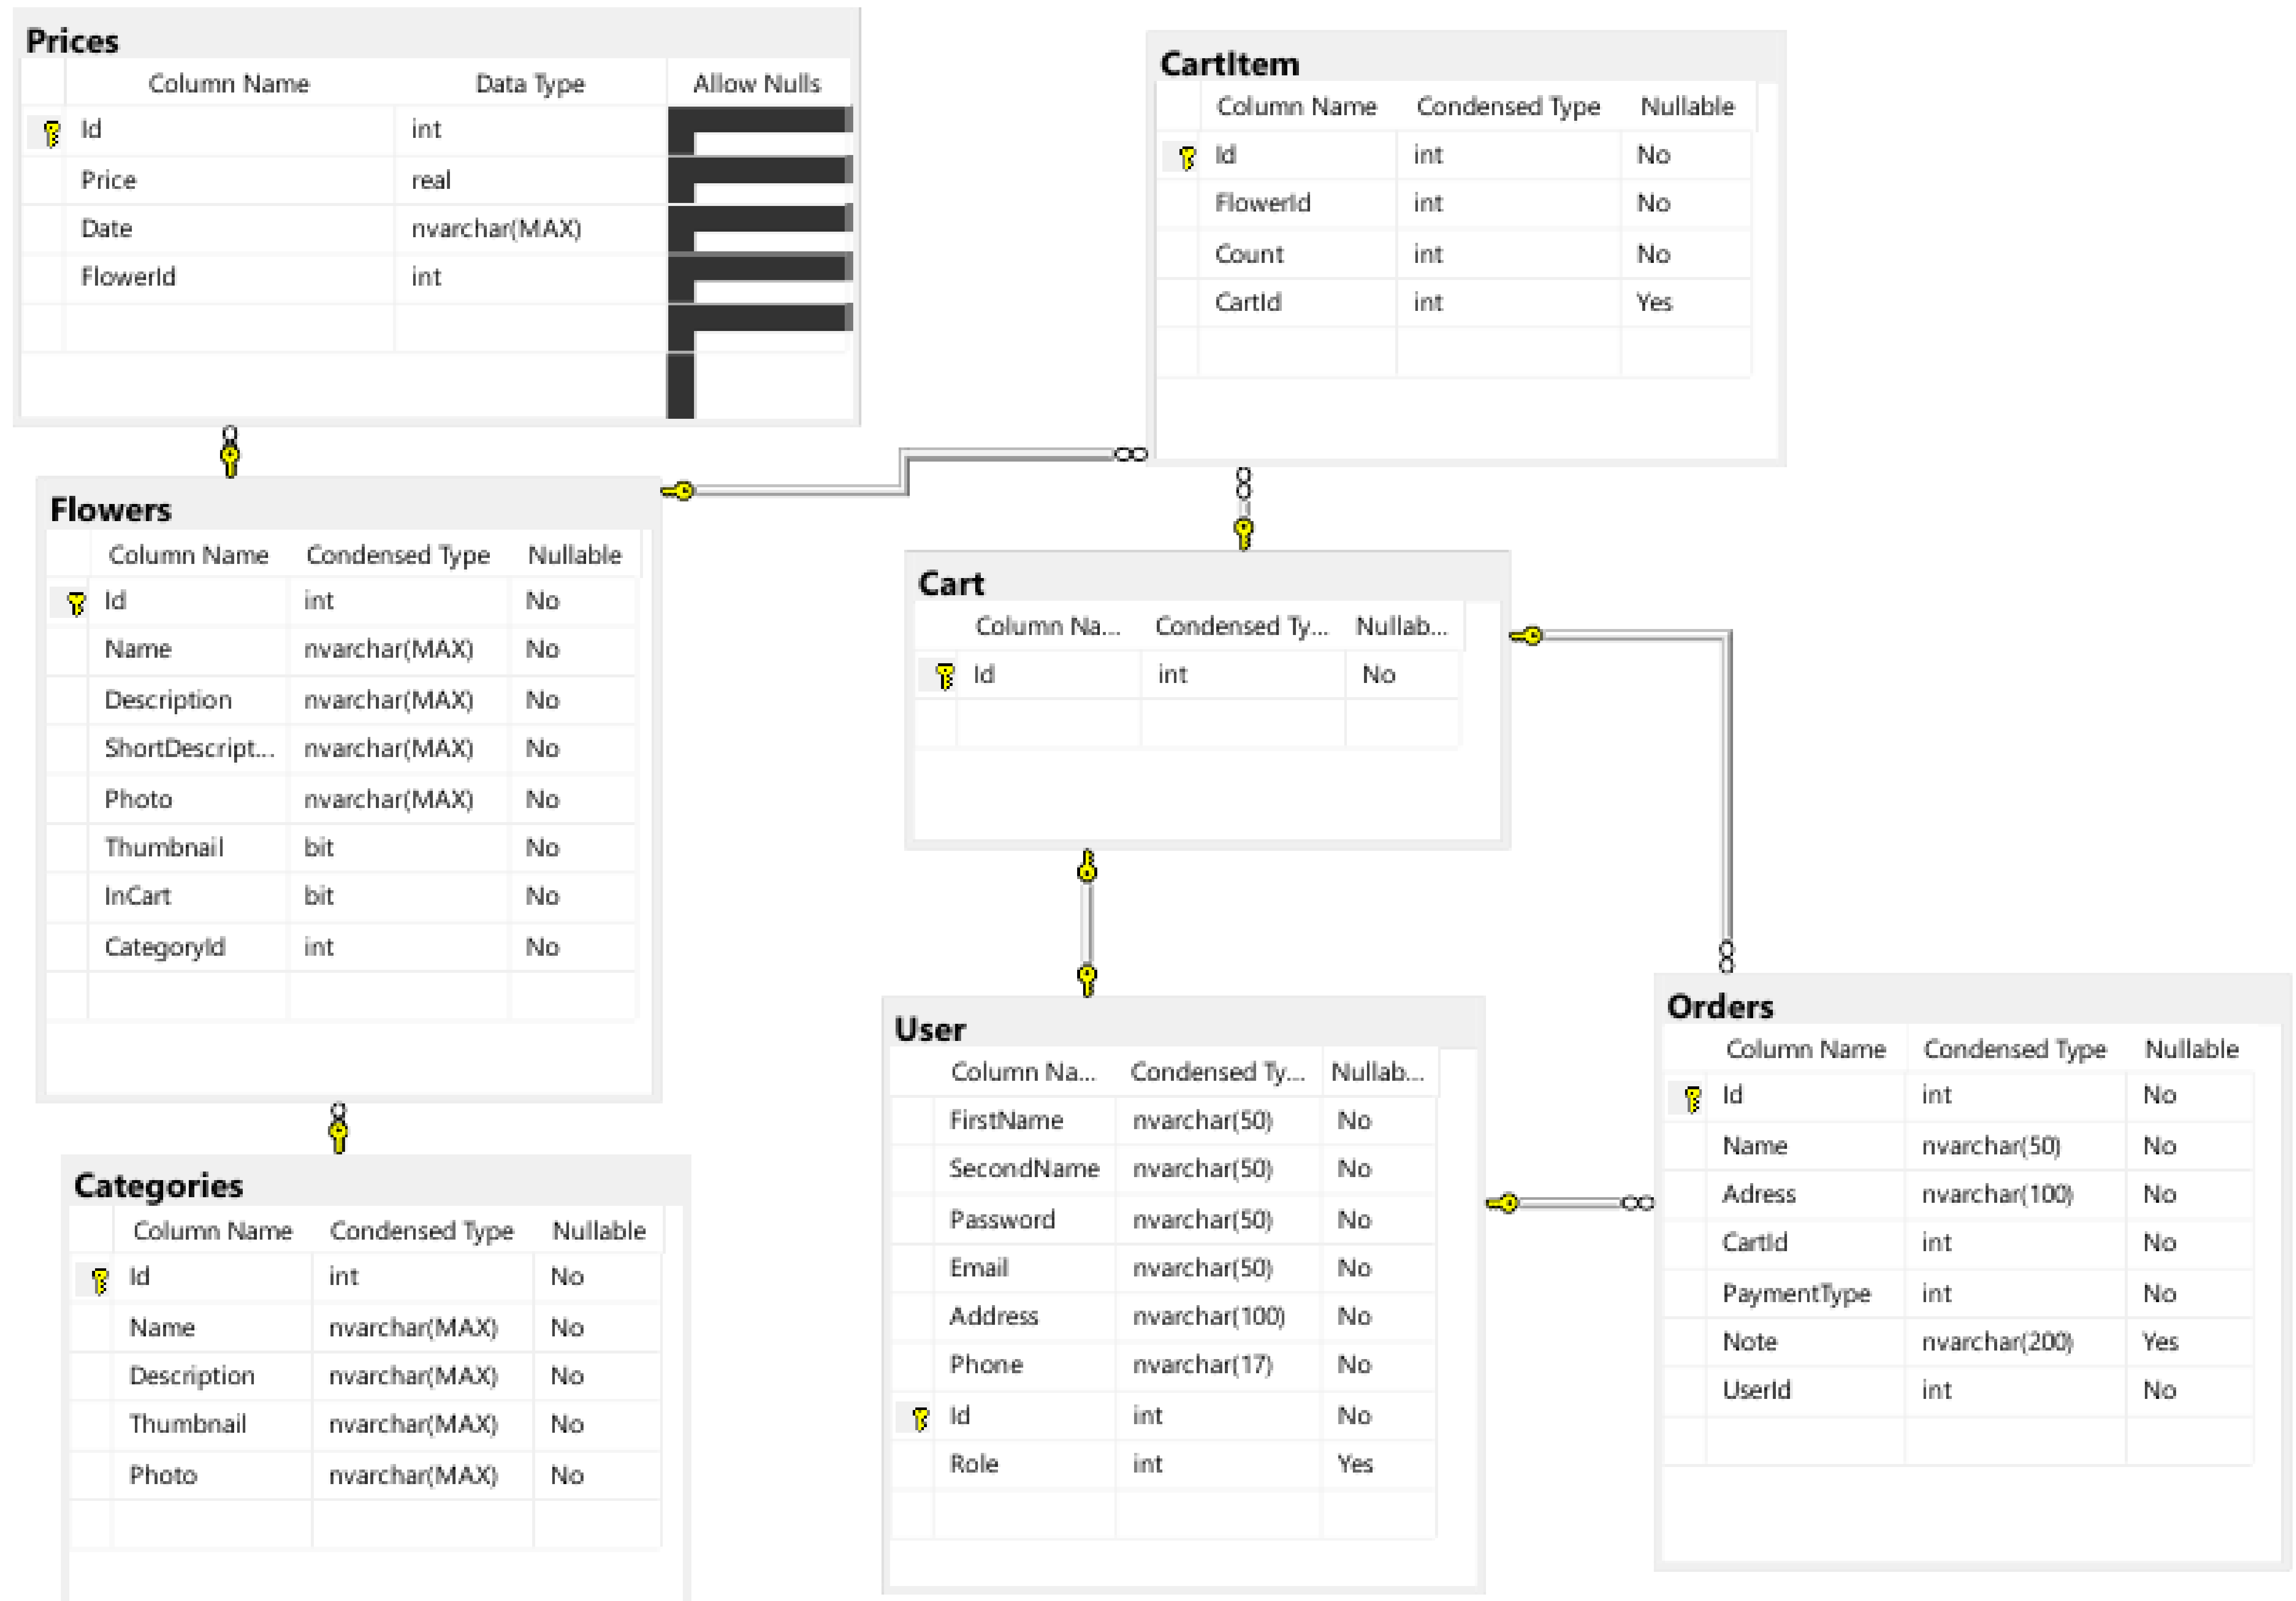 Prices
Column Name Data Type Allow Nulls
Id int
Price real
Date nvarchar(MAX)
FlowerId int
CartItem
Column Name Condensed Type Nullable
Id int No
FlowerId int No
Count int No
CartId int Yes
Flowers
Column Name Condensed Type Nullable
Id int No
Name nvarchar(MAX) No
Description nvarchar(MAX) No
ShortDescript... nvarchar(MAX) No
Photo nvarchar(MAX) No
Thumbnail bit No
InCart bit No
CategoryId int No
Cart
Column Na... Condensed Ty... Nullab...
Id int No
User
Column Na... Condensed Ty... Nullab...
FirstName nvarchar(50) No
SecondName nvarchar(50) No
Password nvarchar(50) No
Email nvarchar(50) No
Address nvarchar(100) No
Phone nvarchar(17) No
Id int No
Role int Yes
Orders
Column Name Condensed Type Nullable
Id int No
Name nvarchar(50) No
Adress nvarchar(100) No
CartId int No
PaymentType int No
Note nvarchar(200) Yes
UserId int No
Categories
Column Name Condensed Type Nullable
Id int No
Name nvarchar(MAX) No
Description nvarchar(MAX) No
Thumbnail nvarchar(MAX) No
Photo nvarchar(MAX) No